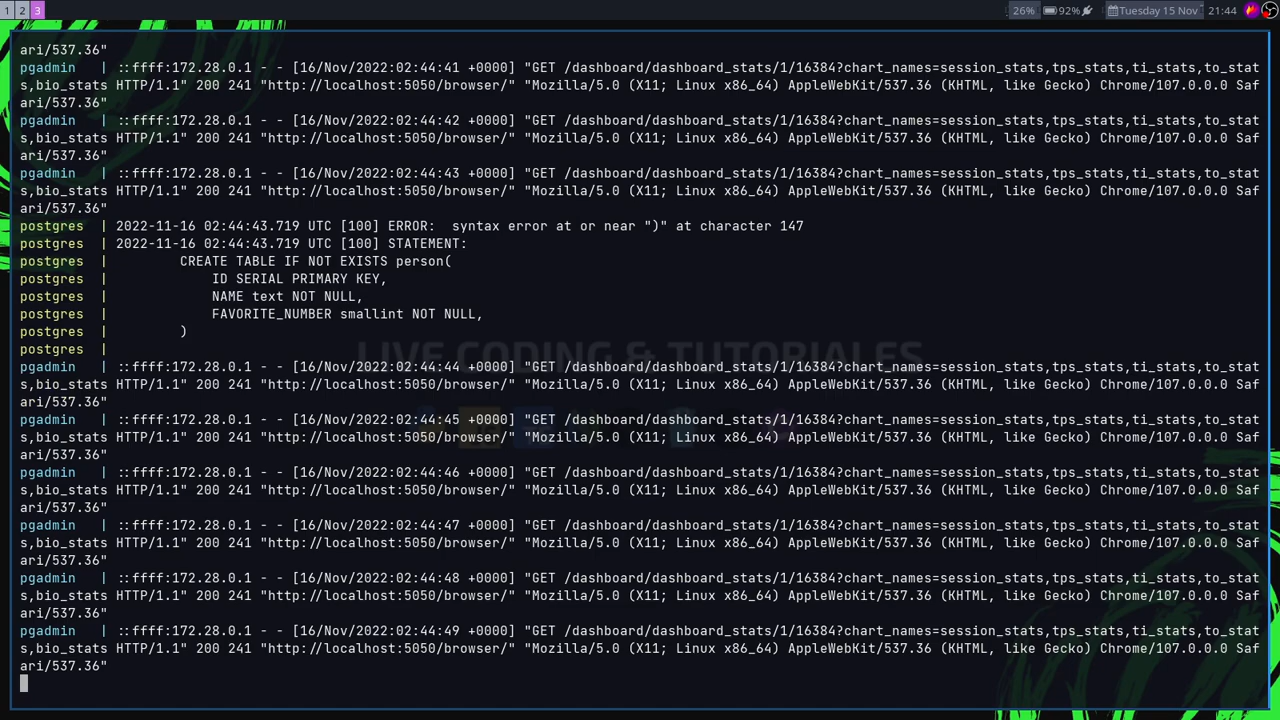 1 2 3 26% 92% Tuesday 15 Nov 21:44
ari/537.36"
pgadmin | ::ffff:172.28.0.1 - - [16/Nov/2022:02:44:41 +0000] "GET /dashboard/dashboard_stats/1/16384?chart_names=session_stats,tps_stats,ti_stats,to_stat
s,bio_stats HTTP/1.1" 200 241 "http://localhost:5050/browser/" "Mozilla/5.0 (X11; Linux x86_64) AppleWebKit/537.36 (KHTML, like Gecko) Chrome/107.0.0.0 Saf
ari/537.36"
pgadmin | ::ffff:172.28.0.1 - - [16/Nov/2022:02:44:42 +0000] "GET /dashboard/dashboard_stats/1/16384?chart_names=session_stats,tps_stats,ti_stats,to_stat
s,bio_stats HTTP/1.1" 200 241 "http://localhost:5050/browser/" "Mozilla/5.0 (X11; Linux x86_64) AppleWebKit/537.36 (KHTML, like Gecko) Chrome/107.0.0.0 Saf
ari/537.36"
pgadmin | ::ffff:172.28.0.1 - - [16/Nov/2022:02:44:43 +0000] "GET /dashboard/dashboard_stats/1/16384?chart_names=session_stats,tps_stats,ti_stats,to_stat
s,bio_stats HTTP/1.1" 200 241 "http://localhost:5050/browser/" "Mozilla/5.0 (X11; Linux x86_64) AppleWebKit/537.36 (KHTML, like Gecko) Chrome/107.0.0.0 Saf
ari/537.36"
postgres | 2022-11-16 02:44:43.719 UTC [100] ERROR:  syntax error at or near ")" at character 147
postgres | 2022-11-16 02:44:43.719 UTC [100] STATEMENT:
postgres |         CREATE TABLE IF NOT EXISTS person(
postgres |             ID SERIAL PRIMARY KEY,
postgres |             NAME text NOT NULL,
postgres |             FAVORITE_NUMBER smallint NOT NULL,
postgres |         )
postgres |
LIVE CODING & TUTORIALES
pgadmin | ::ffff:172.28.0.1 - - [16/Nov/2022:02:44:44 +0000] "GET /dashboard/dashboard_stats/1/16384?chart_names=session_stats,tps_stats,ti_stats,to_stat
s,bio_stats HTTP/1.1" 200 241 "http://localhost:5050/browser/" "Mozilla/5.0 (X11; Linux x86_64) AppleWebKit/537.36 (KHTML, like Gecko) Chrome/107.0.0.0 Saf
ari/537.36"
pgadmin | ::ffff:172.28.0.1 - - [16/Nov/2022:02:44:45 +0000] "GET /dashboard/dashboard_stats/1/16384?chart_names=session_stats,tps_stats,ti_stats,to_stat
s,bio_stats HTTP/1.1" 200 241 "http://localhost:5050/browser/" "Mozilla/5.0 (X11; Linux x86_64) AppleWebKit/537.36 (KHTML, like Gecko) Chrome/107.0.0.0 Saf
ari/537.36"
pgadmin | ::ffff:172.28.0.1 - - [16/Nov/2022:02:44:46 +0000] "GET /dashboard/dashboard_stats/1/16384?chart_names=session_stats,tps_stats,ti_stats,to_stat
s,bio_stats HTTP/1.1" 200 241 "http://localhost:5050/browser/" "Mozilla/5.0 (X11; Linux x86_64) AppleWebKit/537.36 (KHTML, like Gecko) Chrome/107.0.0.0 Saf
ari/537.36"
pgadmin | ::ffff:172.28.0.1 - - [16/Nov/2022:02:44:47 +0000] "GET /dashboard/dashboard_stats/1/16384?chart_names=session_stats,tps_stats,ti_stats,to_stat
s,bio_stats HTTP/1.1" 200 241 "http://localhost:5050/browser/" "Mozilla/5.0 (X11; Linux x86_64) AppleWebKit/537.36 (KHTML, like Gecko) Chrome/107.0.0.0 Saf
ari/537.36"
pgadmin | ::ffff:172.28.0.1 - - [16/Nov/2022:02:44:48 +0000] "GET /dashboard/dashboard_stats/1/16384?chart_names=session_stats,tps_stats,ti_stats,to_stat
s,bio_stats HTTP/1.1" 200 241 "http://localhost:5050/browser/" "Mozilla/5.0 (X11; Linux x86_64) AppleWebKit/537.36 (KHTML, like Gecko) Chrome/107.0.0.0 Saf
ari/537.36"
pgadmin | ::ffff:172.28.0.1 - - [16/Nov/2022:02:44:49 +0000] "GET /dashboard/dashboard_stats/1/16384?chart_names=session_stats,tps_stats,ti_stats,to_stat
s,bio_stats HTTP/1.1" 200 241 "http://localhost:5050/browser/" "Mozilla/5.0 (X11; Linux x86_64) AppleWebKit/537.36 (KHTML, like Gecko) Chrome/107.0.0.0 Saf
ari/537.36"